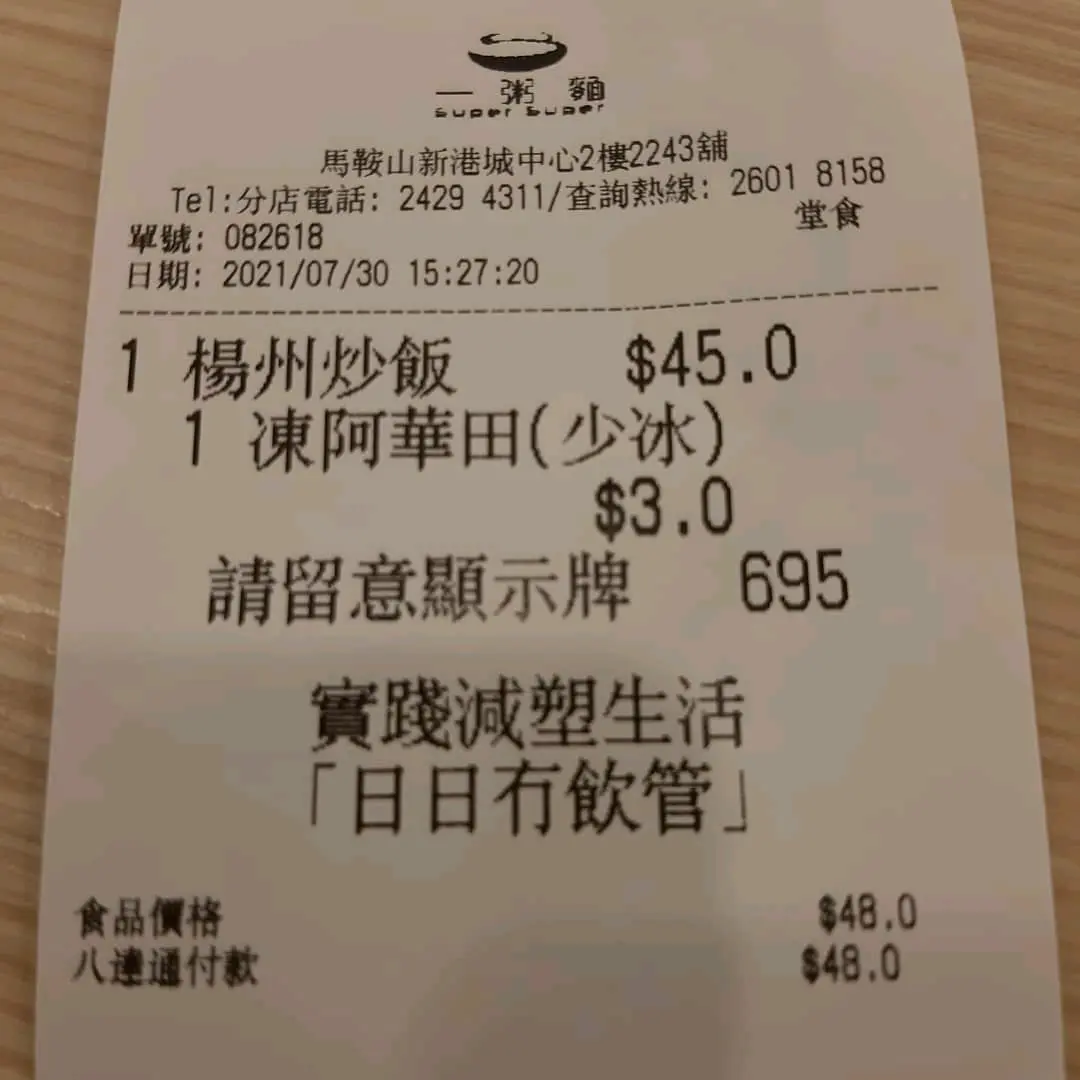 一粥麵
super super
馬鞍山新港城中心2樓2243舖
Tel:分店電話: 2429 4311/查詢熱線: 2601 8158
堂食
單號: 082618
日期: 2021/07/30 15:27:20
1 楊州炒飯 $45.0
1 凍阿華田(少冰)
$3.0
請留意顯示牌 695
實踐減塑生活
「日日冇飲管」
食品價格 $48.0
八達通付款 $48.0